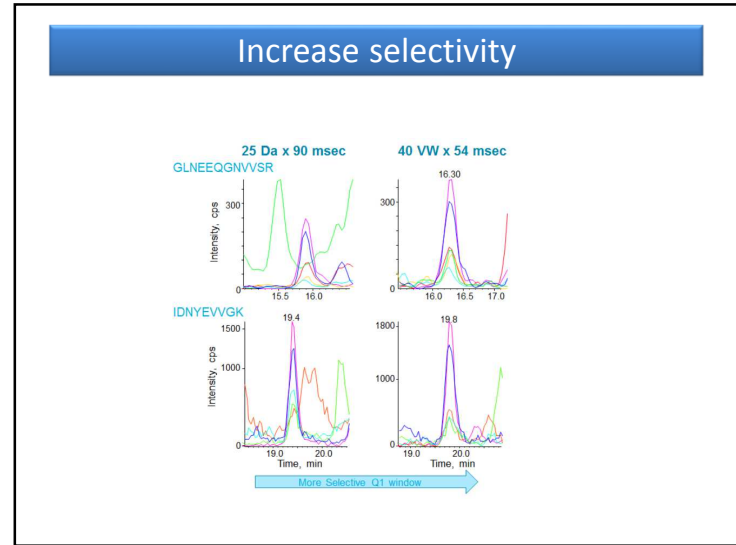 Increase selectivity
25 Da x 90 msec 40 VW x 54 msec
GLNEEQGNVVSR
16.30
300 300
Intensity, cps
0 0
15.5 16.0 16.0 16.5 17.0
IDNYEVVGK
19.4 19.8
1500 1800
Intensity, cps
1000 1000
0 0
19.0 20.0 19.0 20.0
Time, min Time, min
More Selective Q1 window